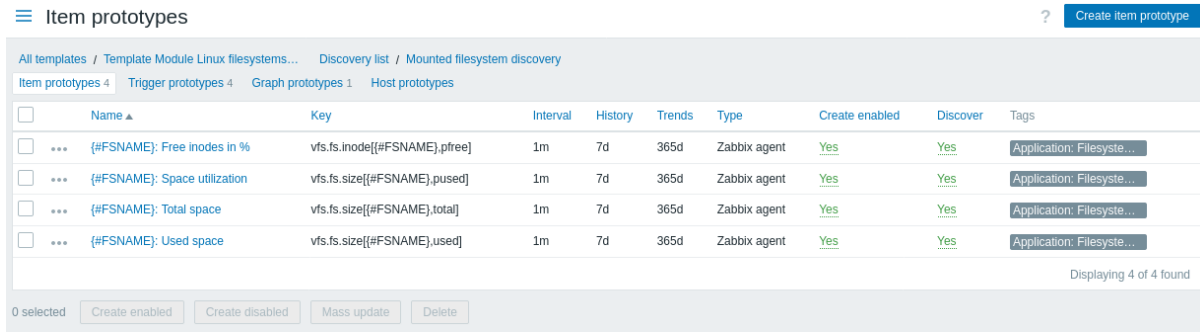 Item prototypes
? Create item prototype
All templates / Template Module Linux filesystems… Discovery list / Mounted filesystem discovery
Item prototypes 4 Trigger prototypes 4 Graph prototypes 1 Host prototypes
Name Key Interval History Trends Type Create enabled Discover Tags
{#FSNAME}: Free inodes in % vfs.fs.inode[{#FSNAME},pfree] 1m 7d 365d Zabbix agent Yes Yes Application: Filesyste…
{#FSNAME}: Space utilization vfs.fs.size[{#FSNAME},pused] 1m 7d 365d Zabbix agent Yes Yes Application: Filesyste…
{#FSNAME}: Total space vfs.fs.size[{#FSNAME},total] 1m 7d 365d Zabbix agent Yes Yes Application: Filesyste…
{#FSNAME}: Used space vfs.fs.size[{#FSNAME},used] 1m 7d 365d Zabbix agent Yes Yes Application: Filesyste…
Displaying 4 of 4 found
0 selected Create enabled Create disabled Mass update Delete